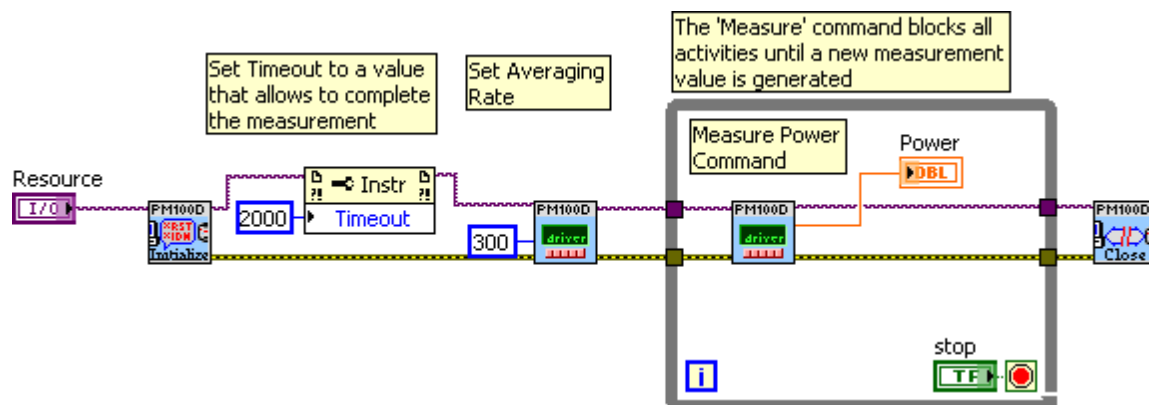 The 'Measure' command blocks all
activities until a new measurement
value is generated
Set Timeout to a value
that allows to complete
the measurement
Set Averaging
Rate
Measure Power
Command
Power
DBL
Resource
I/O
Instr
Timeout
2000
300
PM100D
*RST
*IDN
Initialize
PM100D
driver
PM100D
driver
PM100D
Close
stop
TF
i